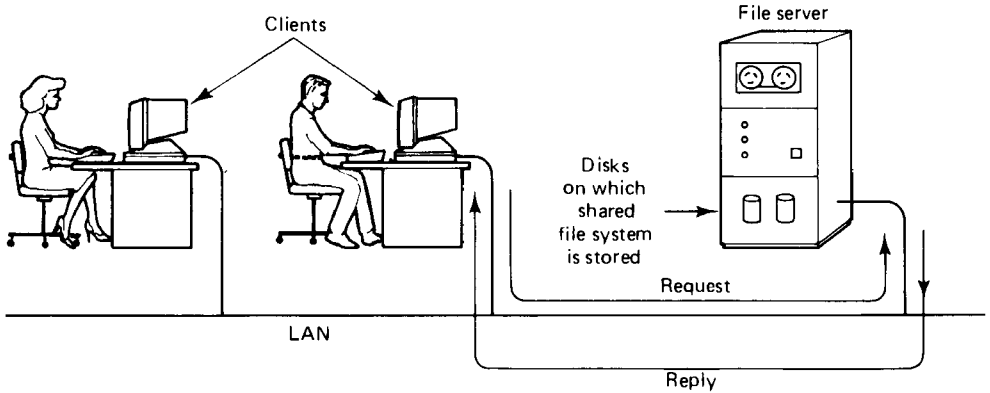 File server
Clients
Disks
on which
shared
file system
is stored
Request
LAN
Reply